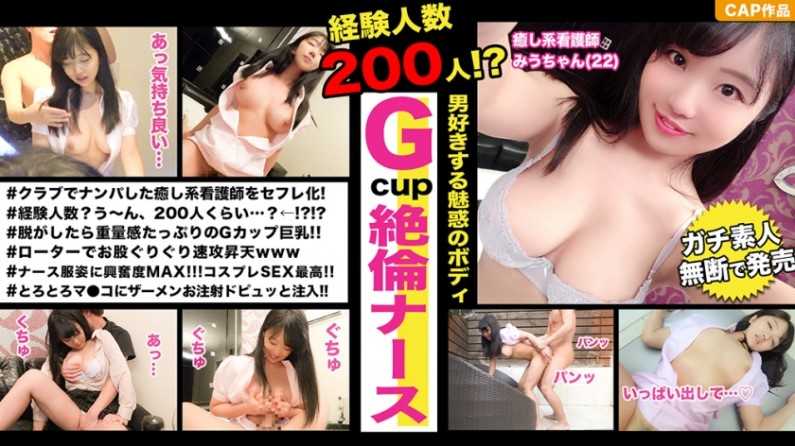 CAP作品
経験人数
200人!?
癒し系看護師
みうちゃん(22)
あっ気持ち良い…
男好きする魅惑のボディ
G
cup
絶倫ナース
#クラブでナンパした癒し系看護師をセフレ化!
#経験人数?う〜ん、200人くらい…?←!?!?
#脱がしたら重量感たっぷりのGカップ巨乳!!
#ローターでお股ぐりぐり速攻昇天www
#ナース服姿に興奮度MAX!!!コスプレSEX最高!!
#とろとろマ●コにザーメンお注射ドピュッと注入!!
ガチ素人
無断で発売
くちゅ
あっ…
ぐちゅ
ぐちゅ
パンッ
パンッ
いっぱい出して…♡